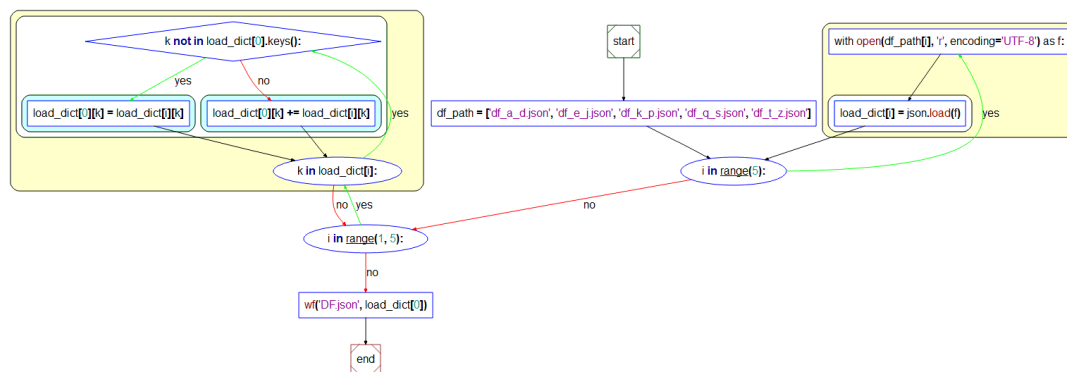 k not in load_dict[0].keys():
start
with open(df_path[i], 'r', encoding='UTF-8') as f:
yes
no
load_dict[0][k] = load_dict[i][k]
load_dict[0][k] += load_dict[i][k]
yes
df_path = ['df_a_d.json', 'df_e_j.json', 'df_k_p.json', 'df_q_s.json', 'df_t_z.json']
load_dict[i] = json.load(f)
yes
k in load_dict[i]:
i in range(5):
no
yes
no
i in range(1, 5):
no
wf('DF.json', load_dict[0])
end